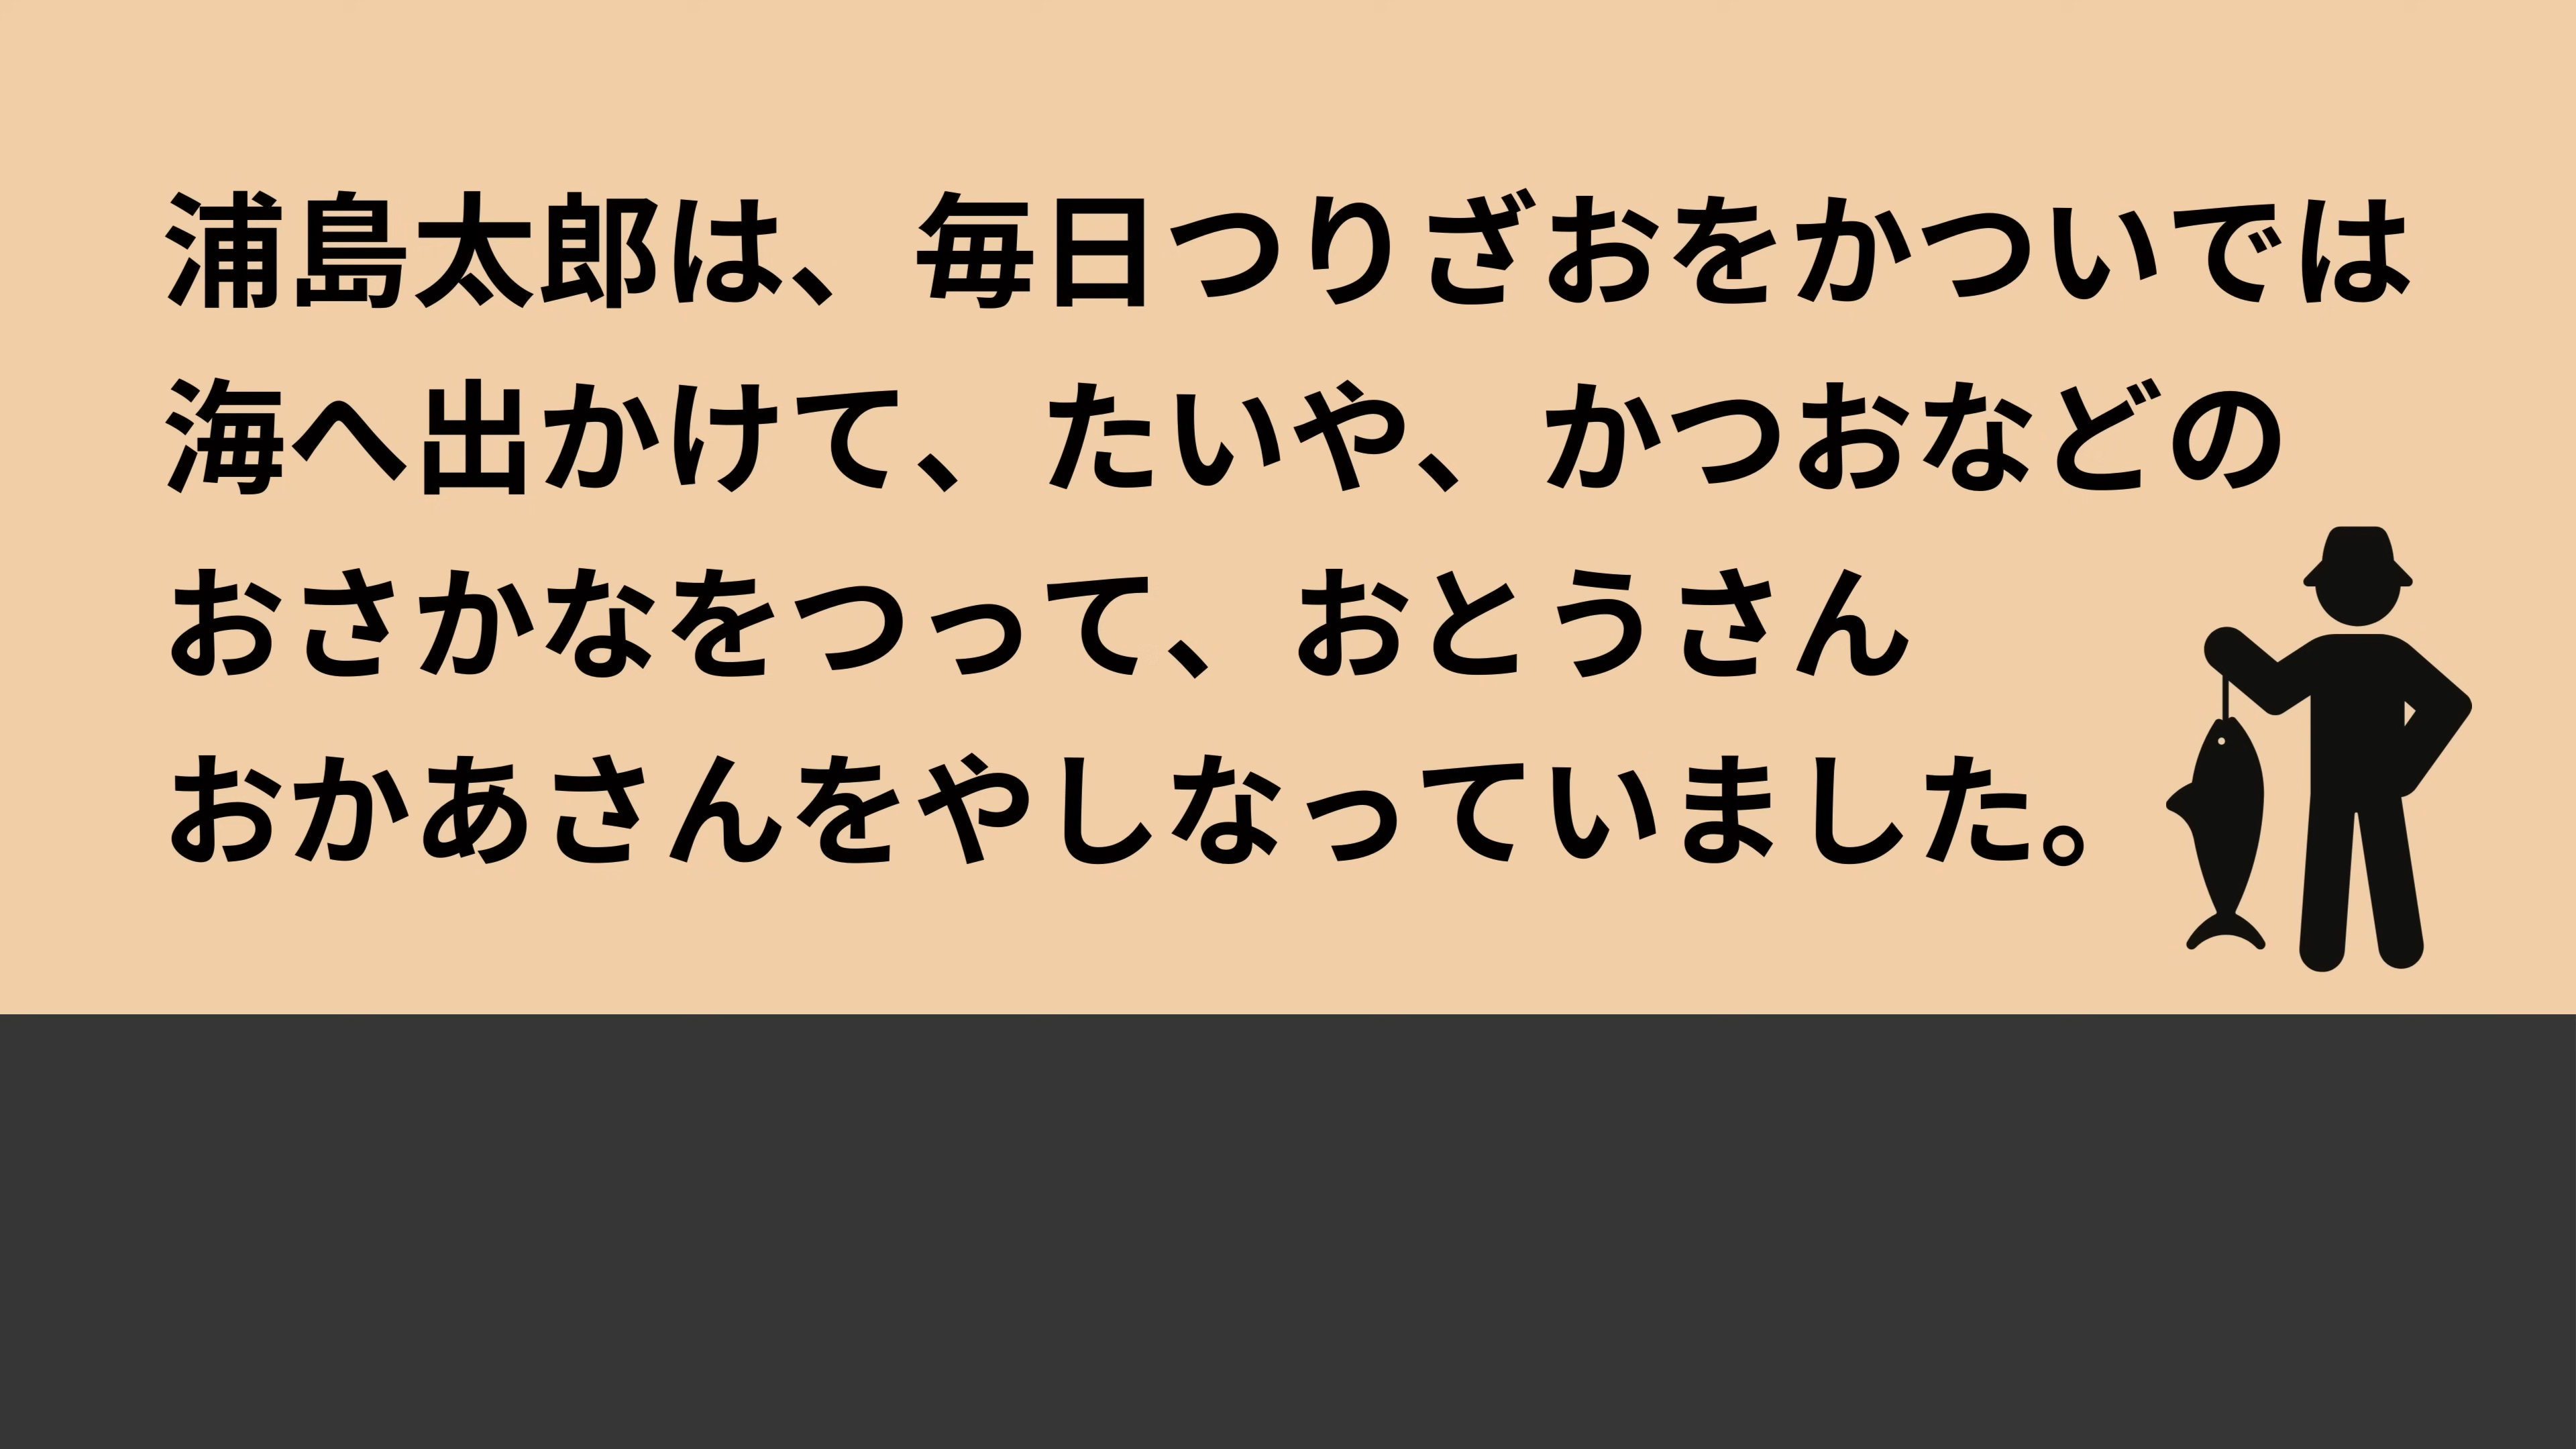 浦島太郎は、毎日つりざおをかついでは
海へ出かけて、たいや、かつおなどの
おさかなをつって、おとうさん
おかあさんをやしなっていました。